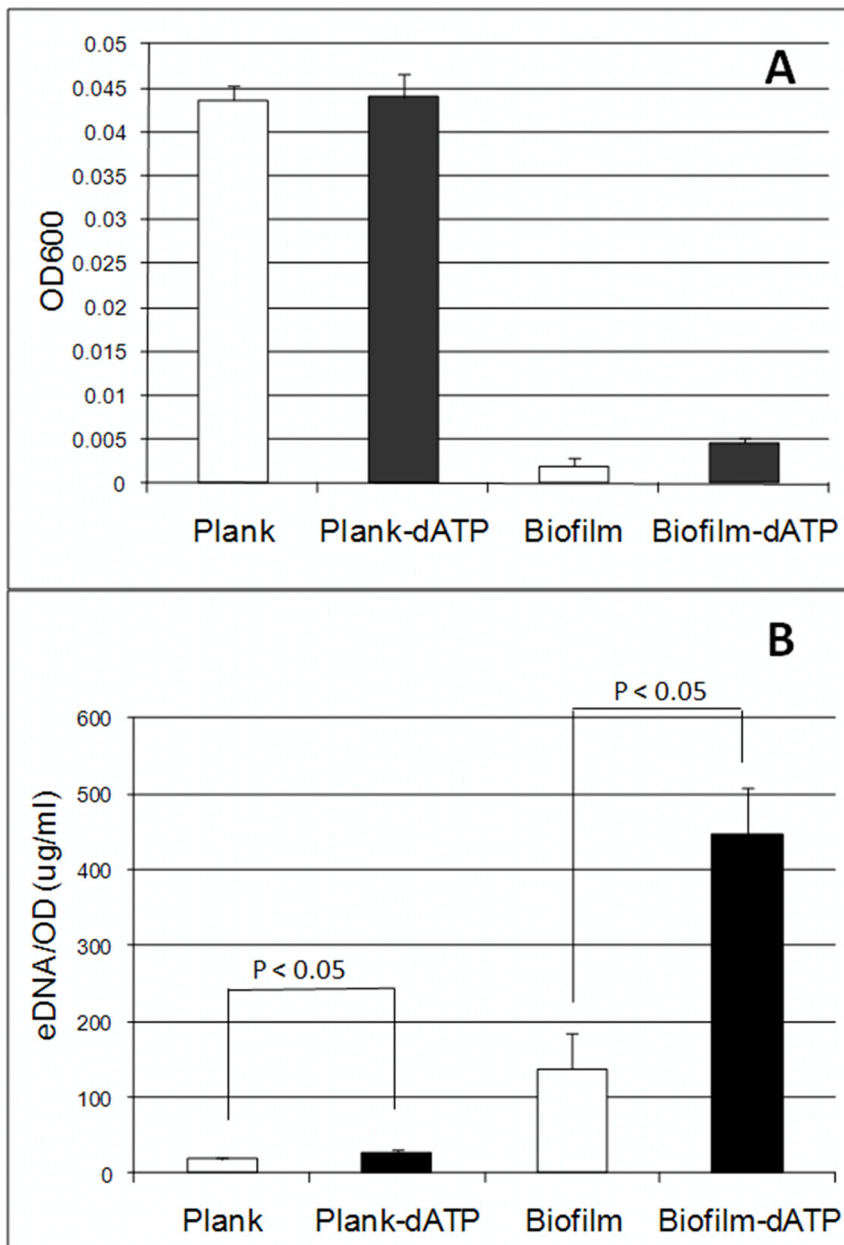 A
0.05
0.045
0.04
0.035
0.03
0.025
0.02
0.015
0.01
0.005
0
OD600
Plank Plank-dATP Biofilm Biofilm-dATP
B
P < 0.05
600
500
400
300
200
100
0
eDNA/OD (ug/ml)
P < 0.05
Plank Plank-dATP Biofilm Biofilm-dATP